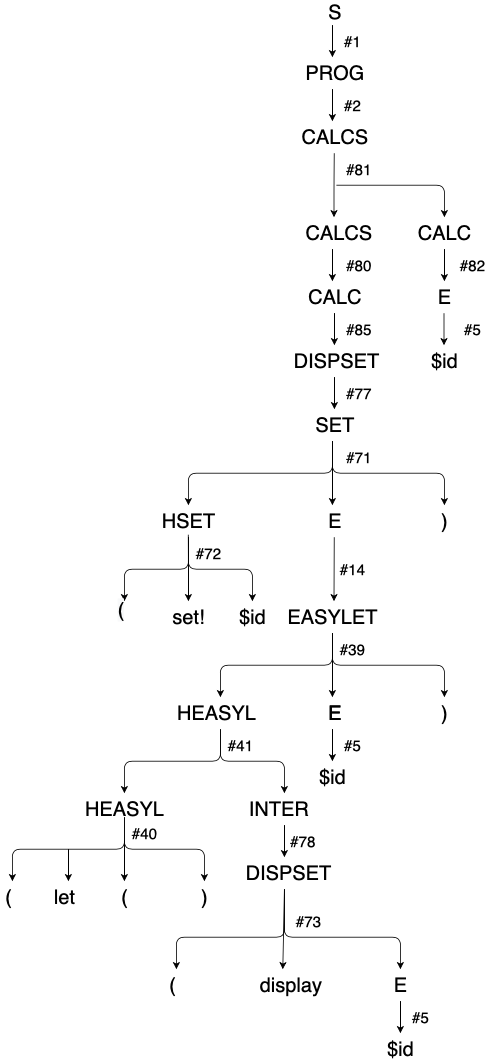 S
#1
PROG
#2
CALCS
#81
CALCS CALC
#80 #82
CALC E
#85 #5
DISPSET $id
#77
SET
#71
HSET E )
#72 #14
( set! $id EASYLET
#39
HEASYL E )
#41 #5
$id
HEASYL INTER
#40 #78
( let ( ) DISPSET
#73
( display E
#5
$id